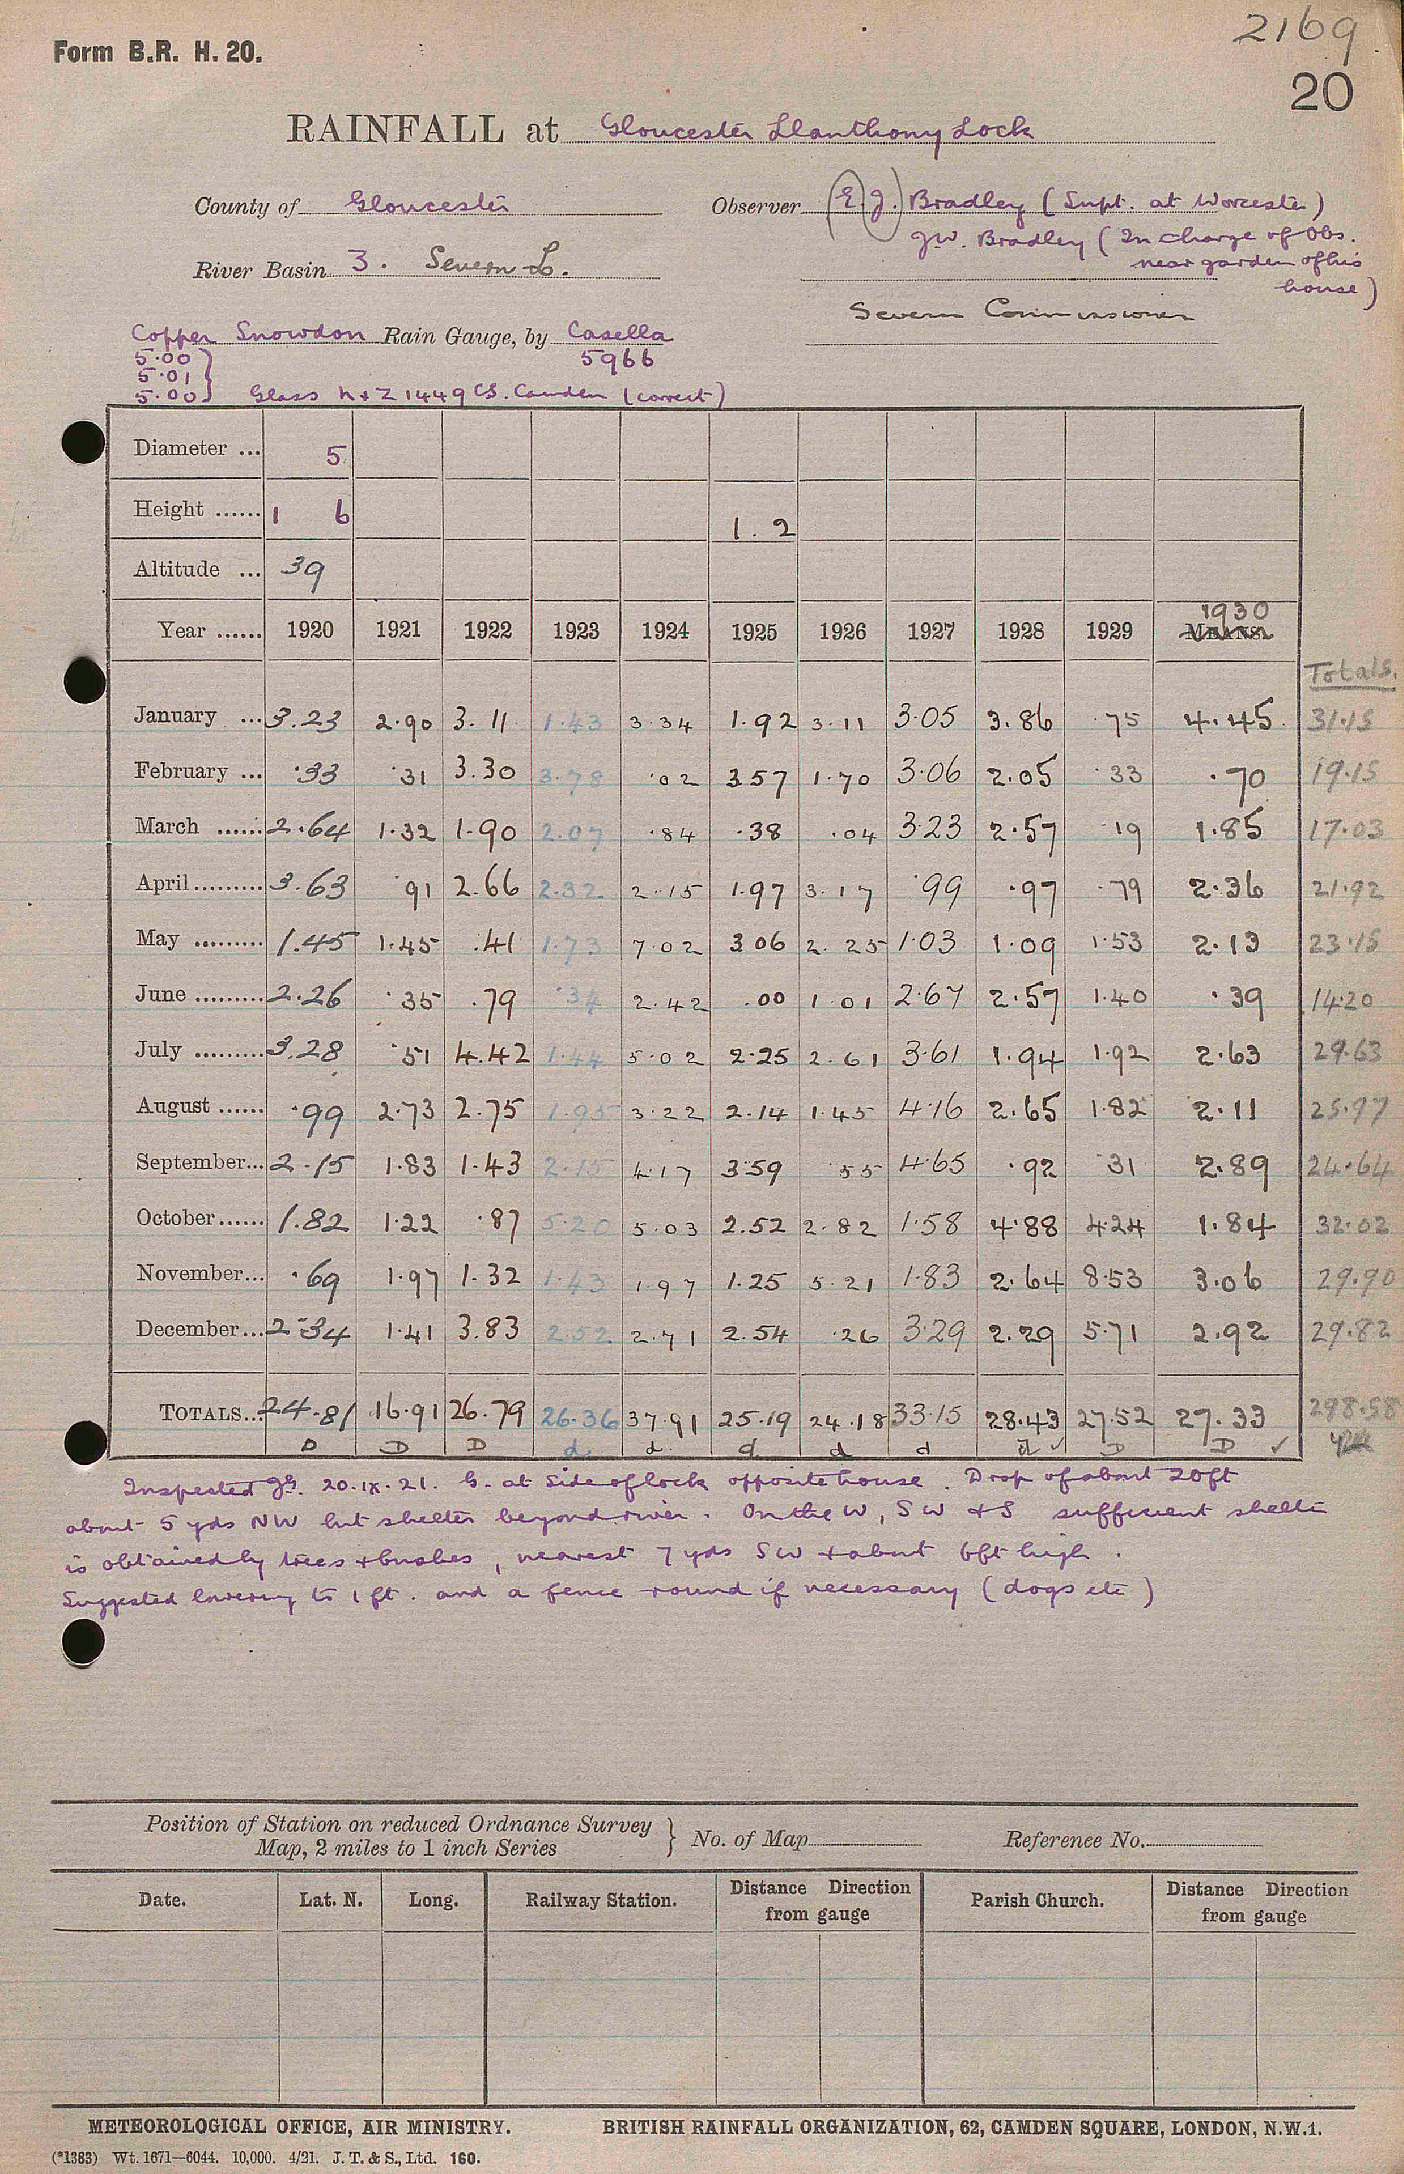 2169
Form B.R. H. 20.
20
RAINFALL at Gloucester Llanthony Lock
County of Gloucester Observer (E.J.) Bradley (Supt. at Worcester)
J.W. Bradley (In charge of Obs.
River Basin 3. Severn L. near garden of his
house)
Severn Commissioner
Copper Snowdon Rain Gauge, by Casella
5.00 } 5966
5.01
5.00 Glass N & Z 1449 CS. Camden (correct)
Diameter ... 5
Height ...... 1 6 1.2
Altitude ... 39
1930
Year ...... 1920 1921 1922 1923 1924 1925 1926 1927 1928 1929 MEANS.
Totals.
January ... 3.23 2.90 3.11 1.43 3.34 1.92 3.11 3.05 3.86 .75 4.45 31.15
February ... .33 .31 3.30 3.78 .02 3.57 1.70 3.06 2.05 .33 .70 19.15
March ...... 2.64 1.32 1.90 2.07 .84 .38 .04 3.23 2.57 .19 1.85 17.03
April ......... 3.63 .91 2.66 2.32 2.15 1.97 3.17 .99 .97 .79 2.36 21.92
May ......... 1.45 1.45 .41 1.73 7.02 3.06 2.25 1.03 1.09 1.53 2.13 23.15
June ......... 2.26 .35 .79 .34 2.42 .00 1.01 2.67 2.57 1.40 .39 14.20
July ......... 3.28 .51 4.42 1.44 5.02 2.25 2.61 3.61 1.94 1.92 2.63 29.63
August ...... .99 2.73 2.75 1.95 3.22 2.14 1.45 4.16 2.65 1.82 2.11 25.97
September... 2.15 1.83 1.43 2.15 4.17 3.59 .55 4.65 .92 .31 2.89 24.64
October ...... 1.82 1.22 .87 5.20 5.03 2.52 2.82 1.58 4.88 4.24 1.84 32.02
November... .69 1.97 1.32 1.43 1.97 1.25 5.21 1.83 2.64 8.53 3.06 29.90
December... 2.34 1.41 3.83 2.52 2.71 2.54 .26 3.29 2.29 5.71 2.92 29.82
TOTALS... 24.81 16.91 26.79 26.36 37.91 25.19 24.18 33.15 28.43 27.52 27.33 298.58
D D D d d d d d d ✓ D D ✓
Inspected JG. 20.ix.21. G. at side of lock opposite house. Drop of about 20ft
about 5 yds NW but shelter beyond river. On the W, SW & S sufficient shelter
is obtained by trees & bushes, nearest 7 yds SW & about 6ft high.
Suggested lowering to 1 ft. and a fence round if necessary (dogs etc)
Position of Station on reduced Ordnance Survey
Map, 2 miles to 1 inch Series } No. of Map Reference No.
Date. Lat. N. Long. Railway Station. Distance Direction from gauge Parish Church. Distance Direction from gauge
METEOROLOGICAL OFFICE, AIR MINISTRY. BRITISH RAINFALL ORGANIZATION, 62, CAMDEN SQUARE, LONDON, N.W.1.
(*1383) Wt. 1671—6044. 10,000. 4/21. J. T. & S., Ltd. 160.